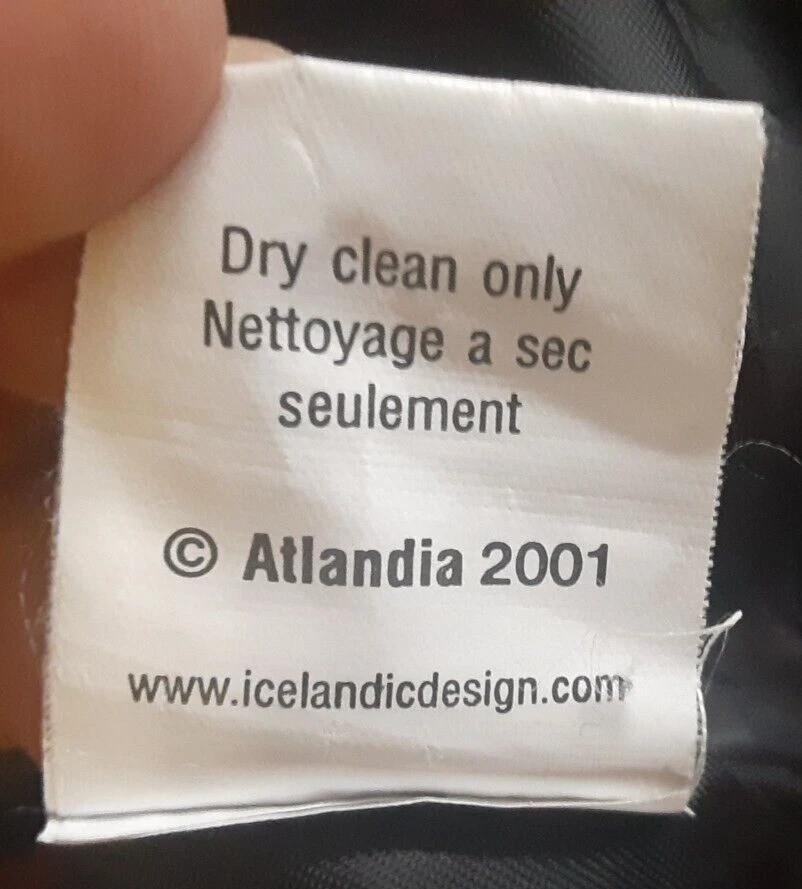 Dry clean only
Nettoyage a sec
seulement
© Atlandia 2001
www.icelandicdesign.com